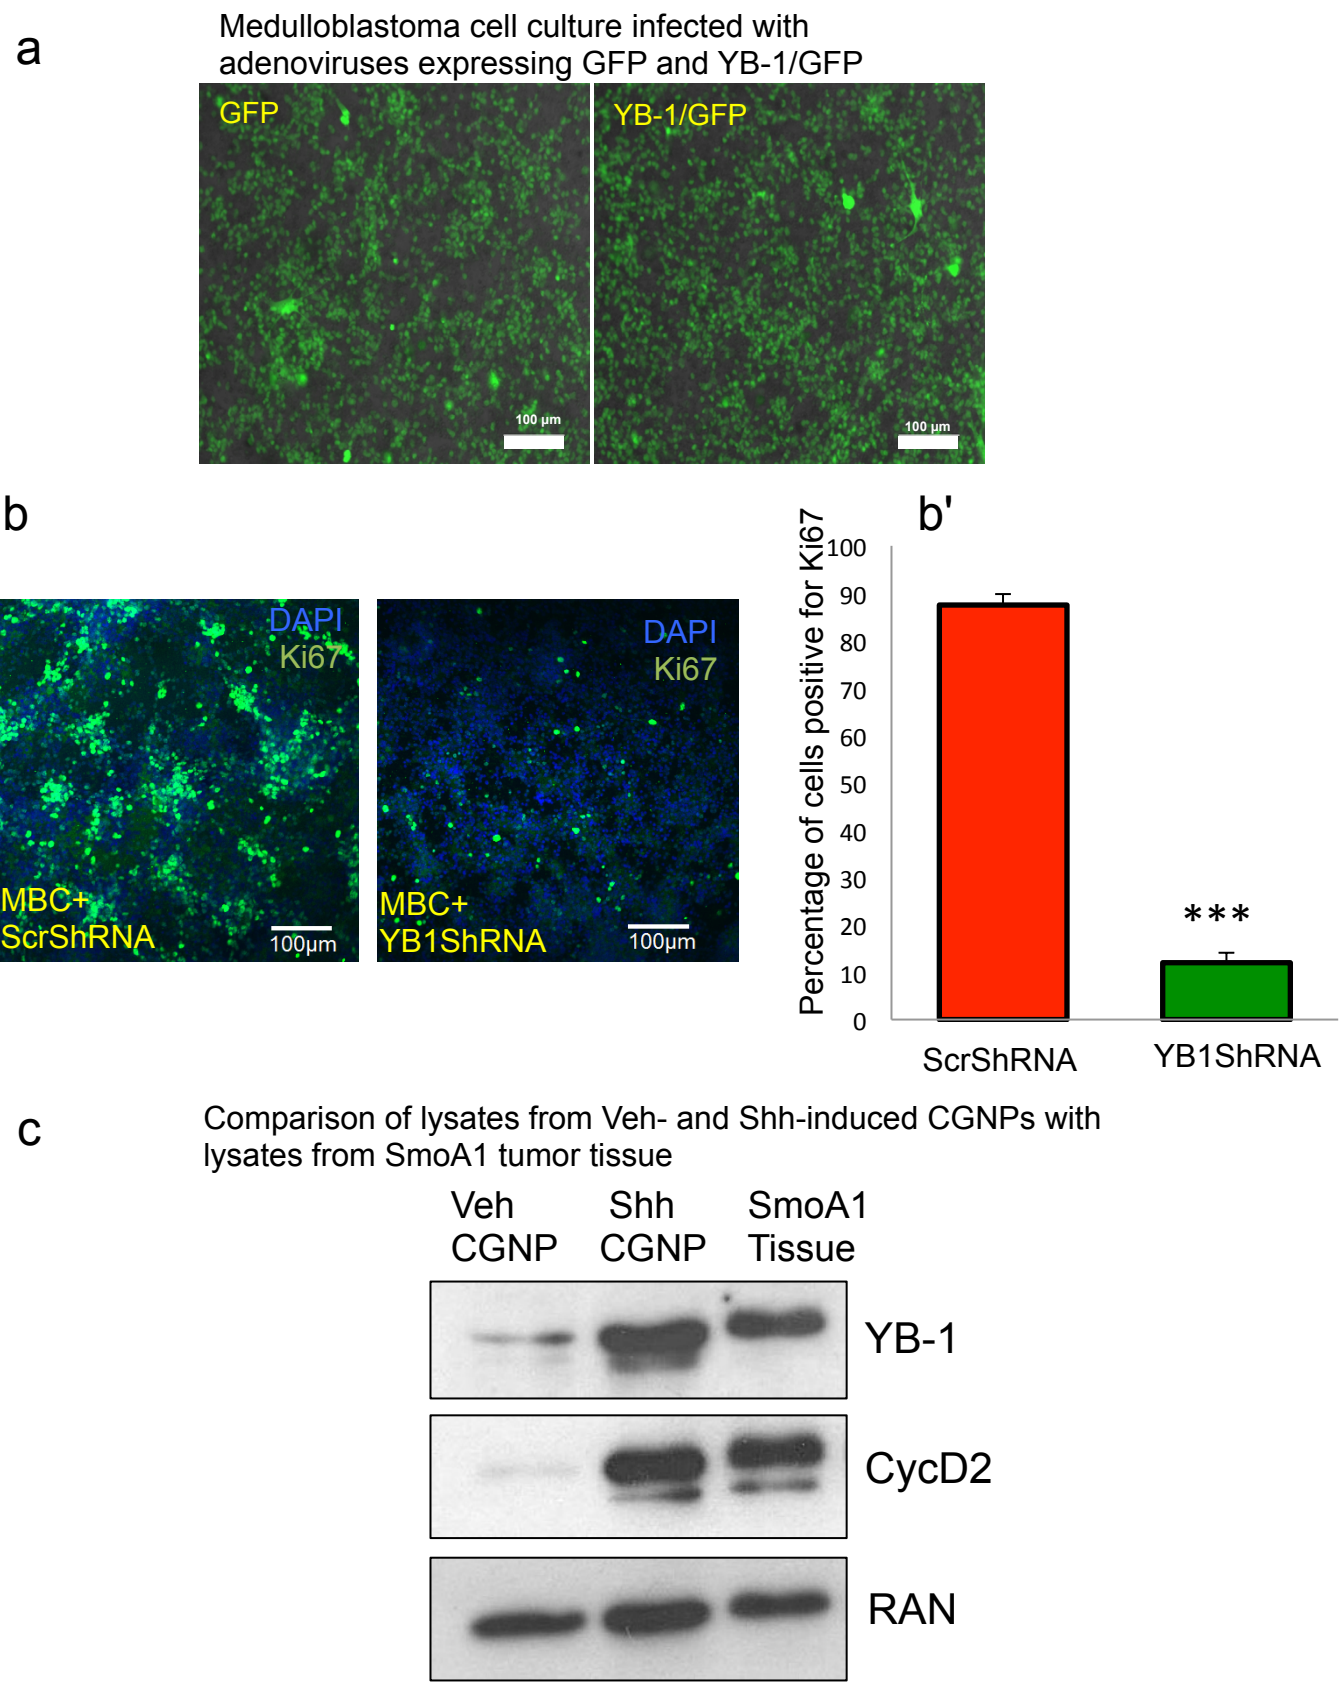 a
Medulloblastoma cell culture infected with
adenoviruses expressing GFP and YB-1/GFP
GFP
100 µm
YB-1/GFP
100 µm
b
DAPI
Ki67
MBC+
ScrShRNA
100µm
DAPI
Ki67
MBC+
YB1ShRNA
100µm
b'
Percentage of cells positive for Ki67
100
90
80
70
60
50
40
30
20
10
0
***
ScrShRNA
YB1ShRNA
c
Comparison of lysates from Veh- and Shh-induced CGNPs with
lysates from SmoA1 tumor tissue
Veh
CGNP
Shh
CGNP
SmoA1
Tissue
YB-1
CycD2
RAN